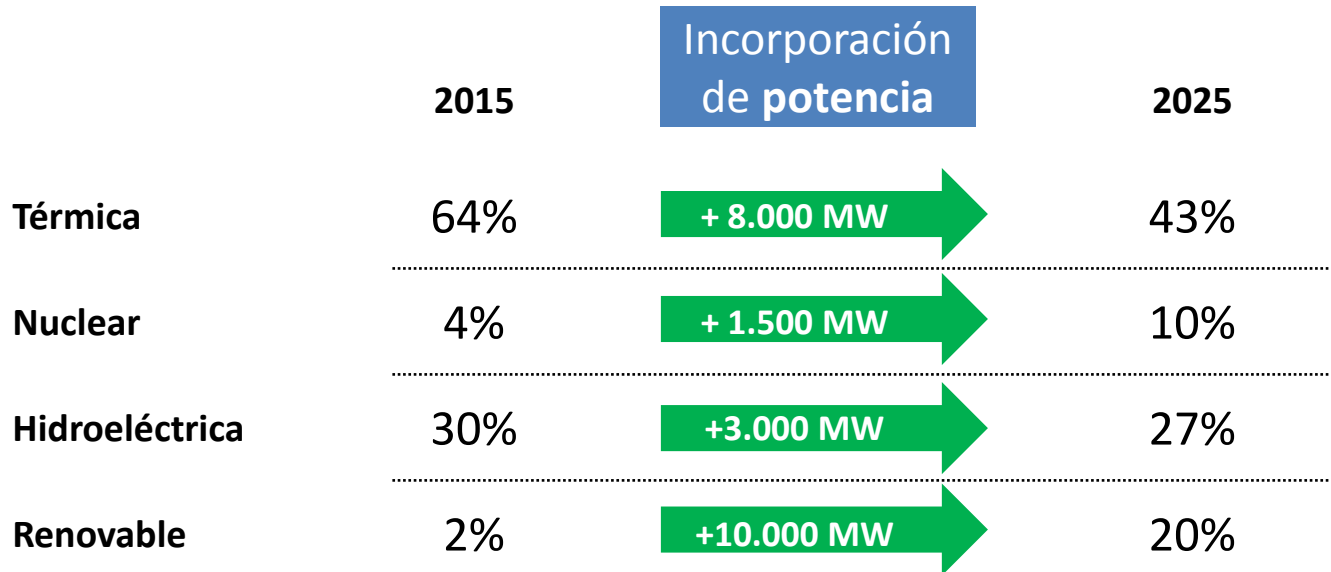 Incorporación
de potencia
2015 2025
Térmica 64% + 8.000 MW 43%
Nuclear 4% + 1.500 MW 10%
Hidroeléctrica 30% +3.000 MW 27%
Renovable 2% +10.000 MW 20%